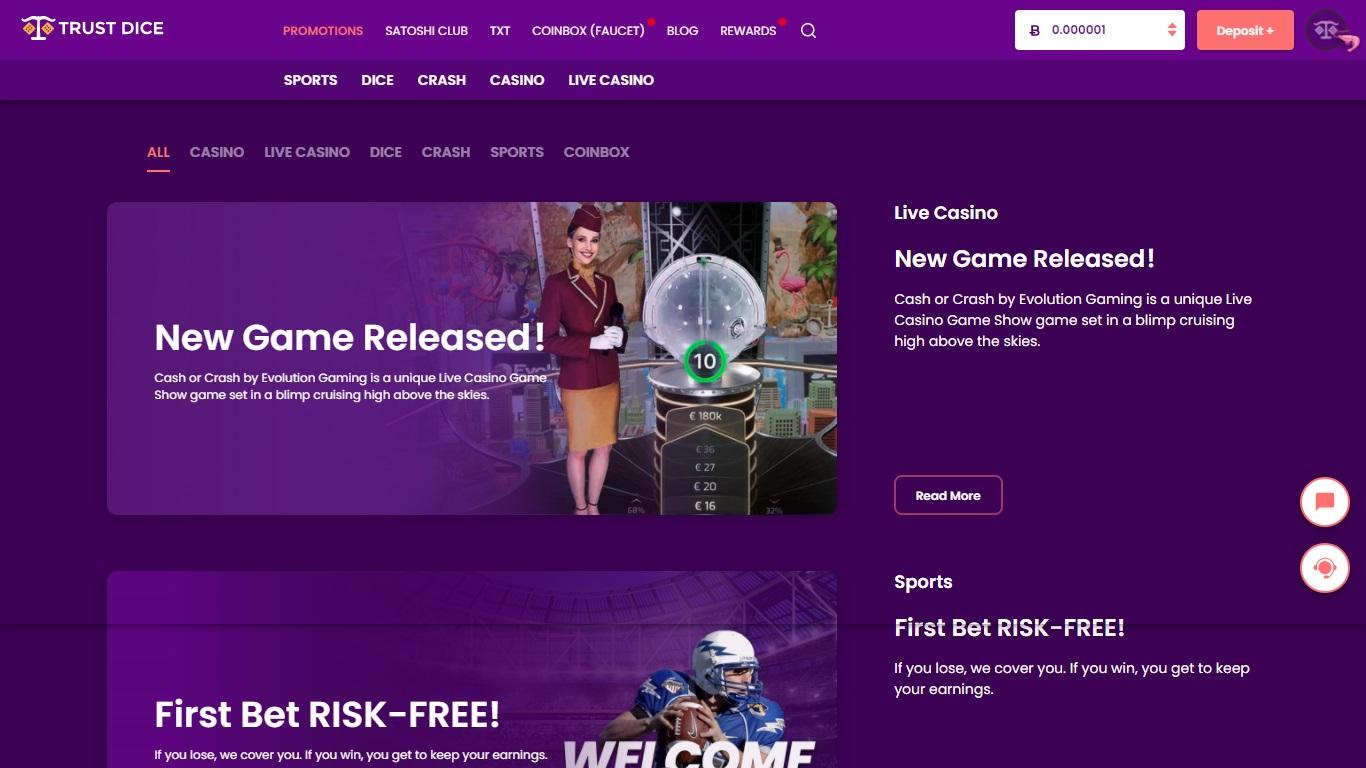 TRUST DICE
PROMOTIONS SATOSHI CLUB TXT COINBOX (FAUCET) BLOG REWARDS
0.000001
Deposit +
SPORTS DICE CRASH CASINO LIVE CASINO
ALL CASINO LIVE CASINO DICE CRASH SPORTS COINBOX
New Game Released!
Cash or Crash by Evolution Gaming is a unique Live Casino Game
Show game set in a blimp cruising high above the skies.
10
€ 180k
€ 36
€ 27
€ 20
€ 16
68%
32%
Live Casino
New Game Released!
Cash or Crash by Evolution Gaming is a unique Live
Casino Game Show game set in a blimp cruising
high above the skies.
Read More
First Bet RISK-FREE!
If you lose, we cover you. If you win, you get to keep your earnings.
WELCOME
Sports
First Bet RISK-FREE!
If you lose, we cover you. If you win, you get to keep
your earnings.